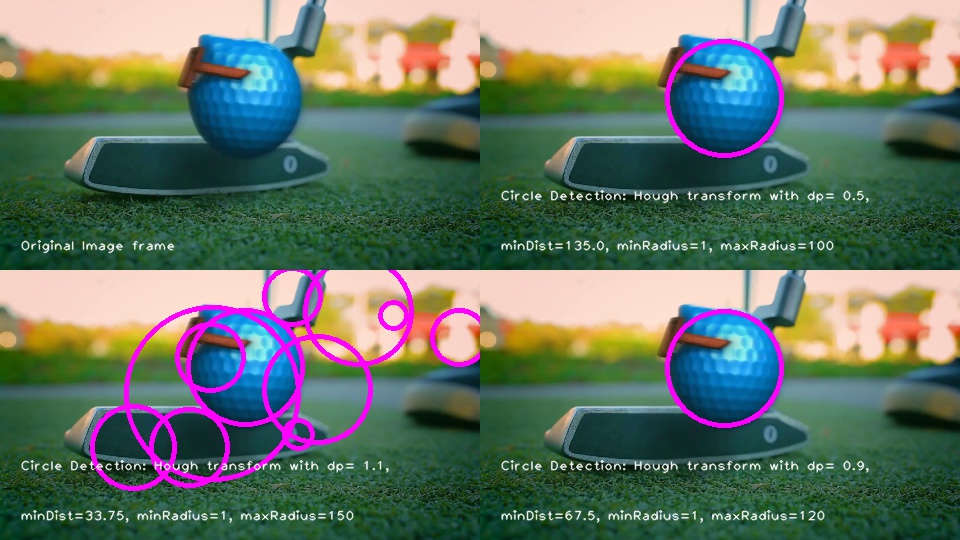 Original Image frame
Circle Detection: Hough transform with dp= 0.5,
minDist=135.0, minRadius=1, maxRadius=100
Circle Detection: Hough transform with dp= 1.1,
minDist=33.75, minRadius=1, maxRadius=150
Circle Detection: Hough transform with dp= 0.9,
minDist=67.5, minRadius=1, maxRadius=120